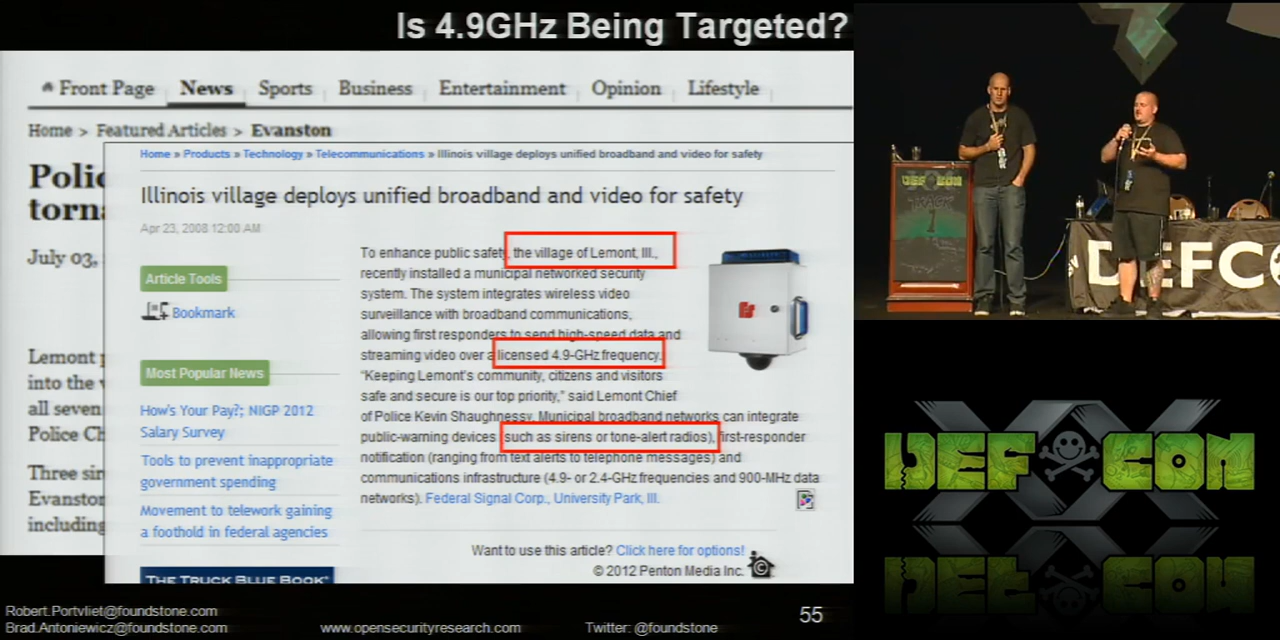 Is 4.9GHz Being Targeted?
Front Page News Sports Business Entertainment Opinion Lifestyle
Home > Featured Articles > Evanston
Polic
torna
July 03,
Lemont p
into the v
all seven
Police Ch
Three sin
Evanston
including
Home » Products » Technology » Telecommunications » Illinois village deploys unified broadband and video for safety
Illinois village deploys unified broadband and video for safety
Apr 23, 2008 12:00 AM
Article Tools
Bookmark
Most Popular News
How's Your Pay?; NIGP 2012
Salary Survey
Tools to prevent inappropriate
government spending
Movement to telework gaining
a foothold in federal agencies
THE TRUCK BLUE BOOK
To enhance public safety, the village of Lemont, Ill.,
recently installed a municipal networked security
system. The system integrates wireless video
surveillance with broadband communications,
allowing first responders to send high-speed data and
streaming video over a licensed 4.9-GHz frequency.
"Keeping Lemont's community, citizens and visitors
safe and secure is our top priority," said Lemont Chief
of Police Kevin Shaughnessy. Municipal broadband networks can integrate
public-warning devices such as sirens or tone-alert radios), first-responder
notification (ranging from text alerts to telephone messages) and
communications infrastructure (4.9- or 2.4-GHz frequencies and 900-MHz data
networks). Federal Signal Corp., University Park, Ill.
Want to use this article? Click here for options!
© 2012 Penton Media Inc.
Robert.Portvliet@foundstone.com
Brad.Antoniewicz@foundstone.com
www.opensecurityresearch.com
Twitter: @foundstone
55
DEF CON
TRACK
1
DEFCO
DEF CON